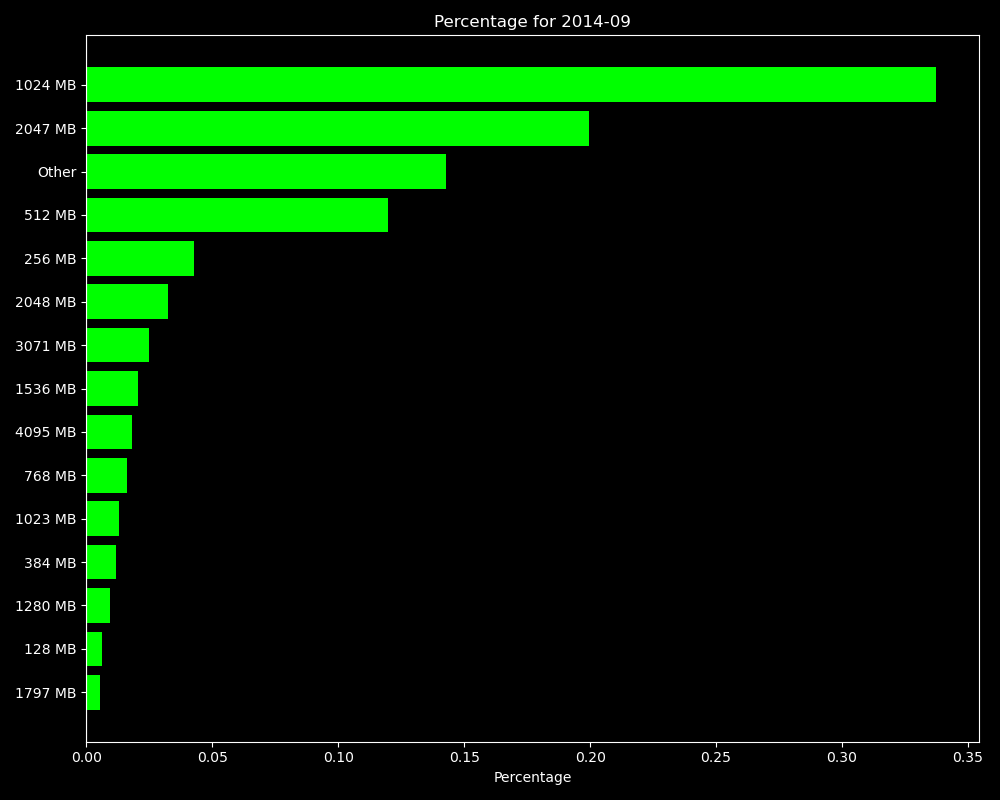 Percentage for 2014-09
1024 MB
2047 MB
Other
512 MB
256 MB
2048 MB
3071 MB
1536 MB
4095 MB
768 MB
1023 MB
384 MB
1280 MB
128 MB
1797 MB
0.00 0.05 0.10 0.15 0.20 0.25 0.30 0.35
Percentage